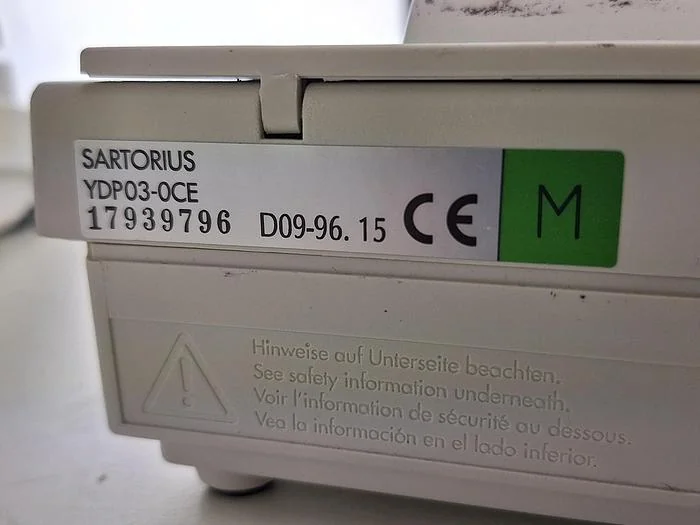 SARTORIUS
YDP03-0CE
17939796 D09-96. 15 CE M
!
Hinweise auf Unterseite beachten.
See safety information underneath.
Voir l'information de sécurité au dessous.
Vea la información en el lado inferior.